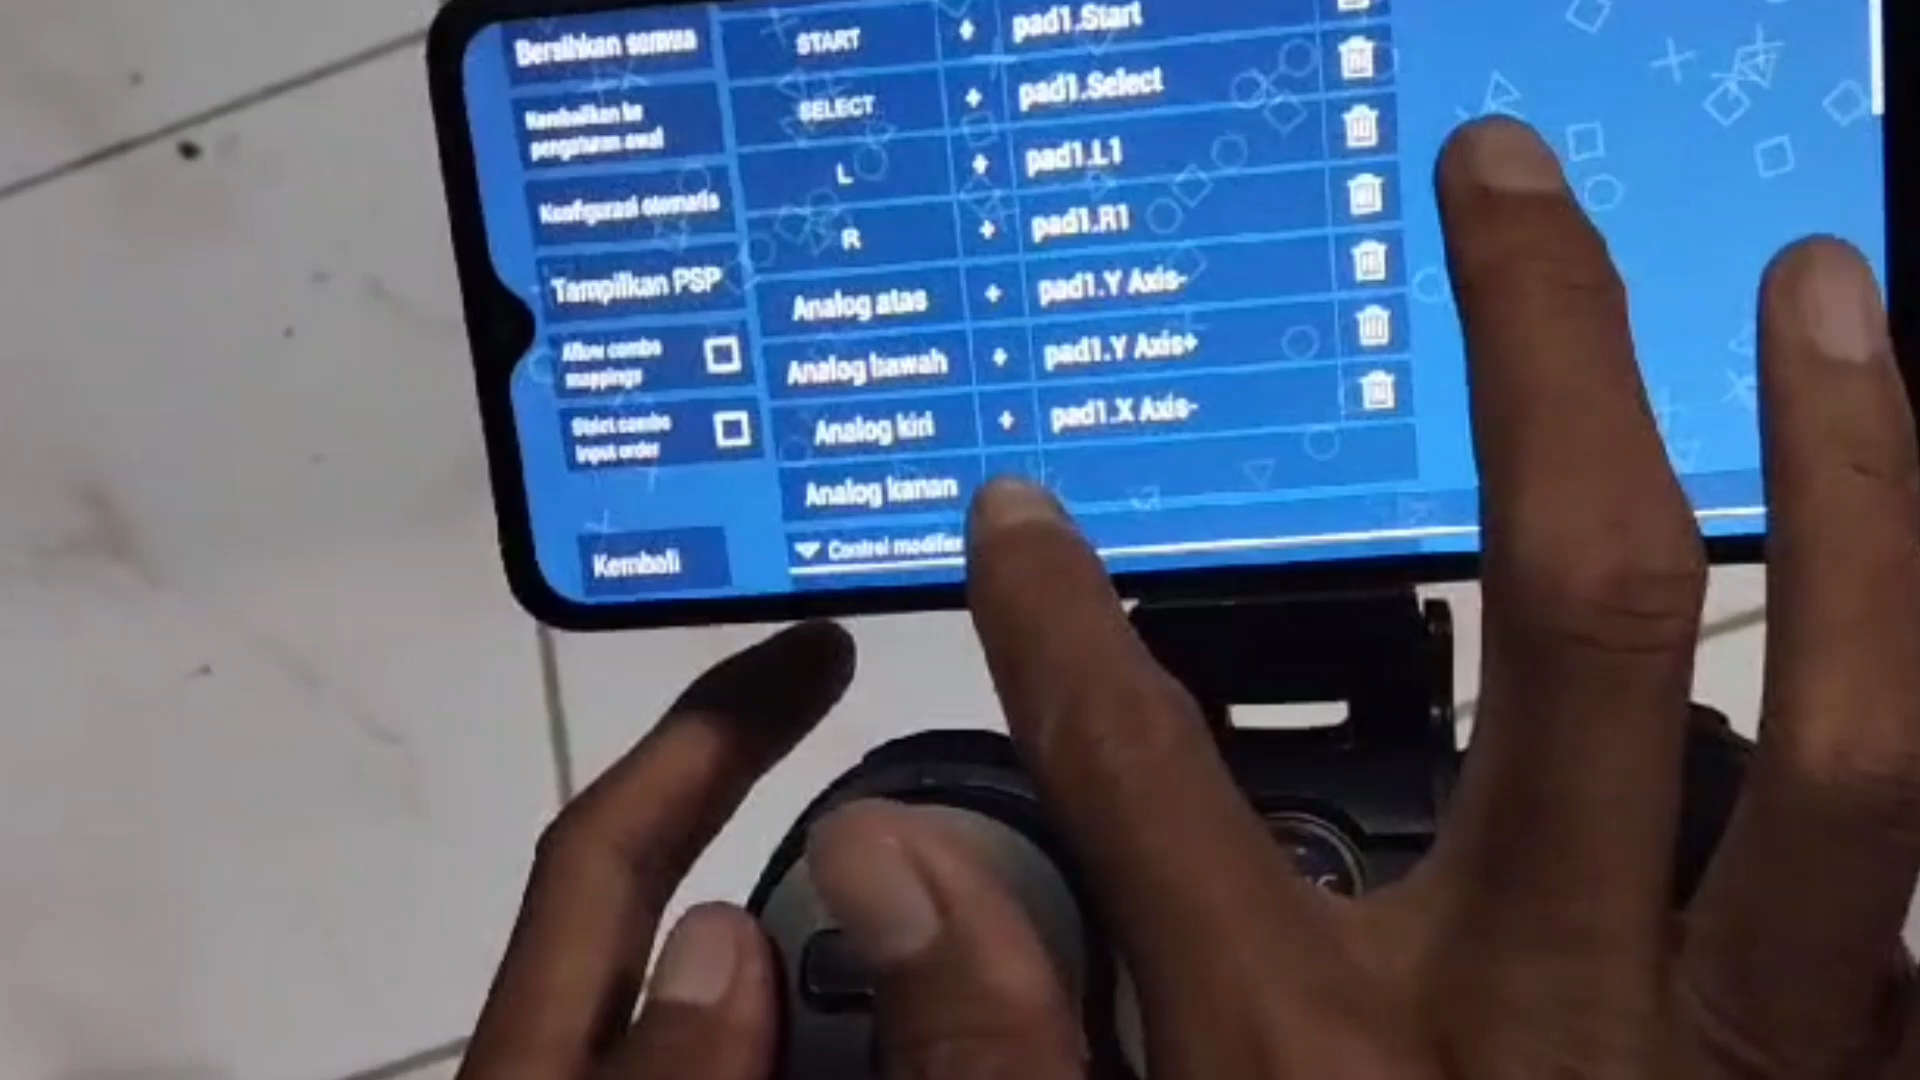 Bersihkan semua
START + pad1.Start
Kembalikan ke
pengaturan awal
SELECT + pad1.Select
L + pad1.L1
Konfigurasi otomatis
R + pad1.R1
Tampilkan PSP
Analog atas + pad1.Y Axis-
Allow combo
mappings
Analog bawah + pad1.Y Axis+
Strict combo
input order
Analog kiri + pad1.X Axis-
Analog kanan
Kembali
Control modifier